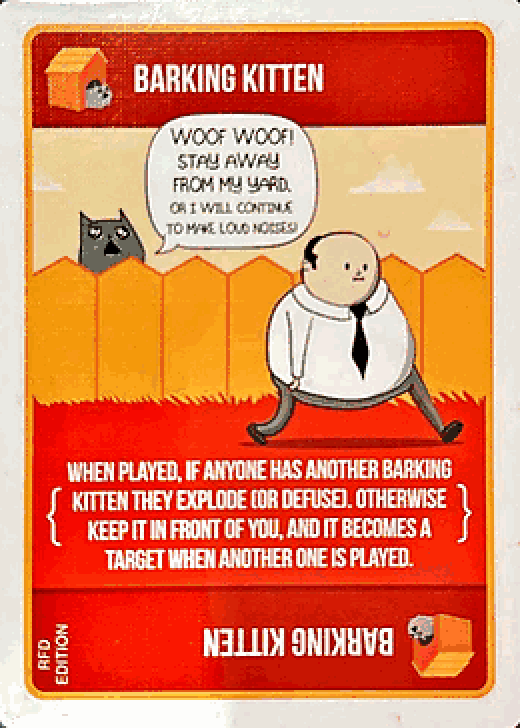 BARKING KITTEN
WOOF WOOF!
STAY AWAY
FROM MY YARD.
OR I WILL CONTINUE
TO MAKE LOUD NOISES!
WHEN PLAYED, IF ANYONE HAS ANOTHER BARKING
KITTEN THEY EXPLODE (OR DEFUSE). OTHERWISE
KEEP IT IN FRONT OF YOU, AND IT BECOMES A
TARGET WHEN ANOTHER ONE IS PLAYED.
RFD
EDITION
BARKING KITTEN